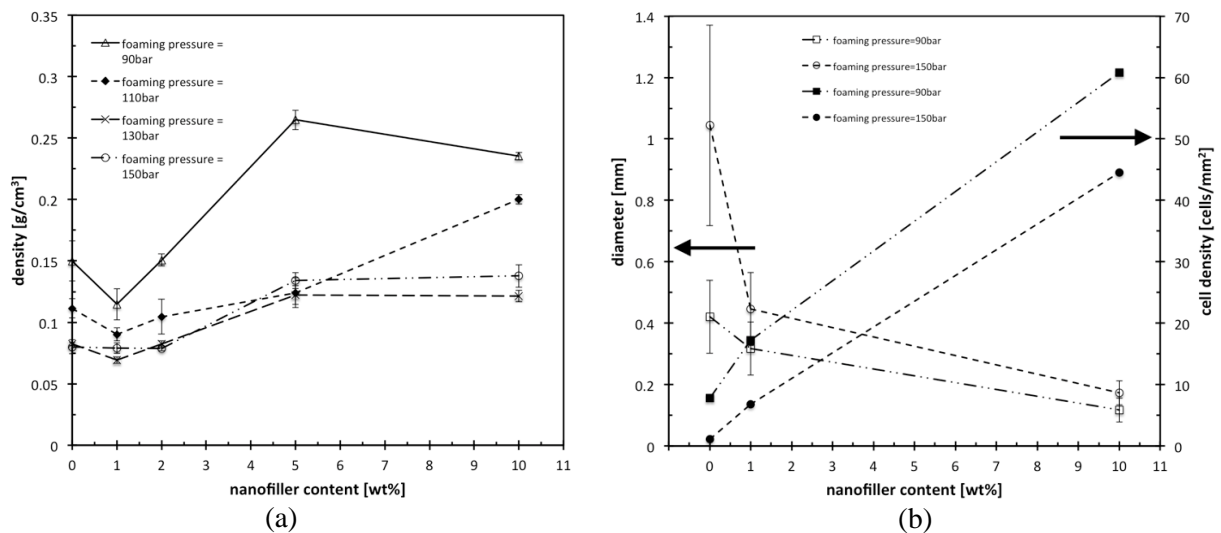 0.35
0.3
0.25
0.2
0.15
0.1
0.05
0
density [g/cm³]
foaming pressure =
90bar
foaming pressure =
110bar
foaming pressure =
130bar
foaming pressure =
150bar
0 1 2 3 4 5 6 7 8 9 10 11
nanofiller content [wt%]
(a)
1.4
1.2
1
0.8
0.6
0.4
0.2
0
diameter [mm]
foaming pressure=90bar
foaming pressure=150bar
foaming pressure=90bar
foaming pressure=150bar
70
60
50
40
30
20
10
0
cell density [cells/mm²]
0 1 2 3 4 5 6 7 8 9 10 11
nanofiller content [wt%]
(b)